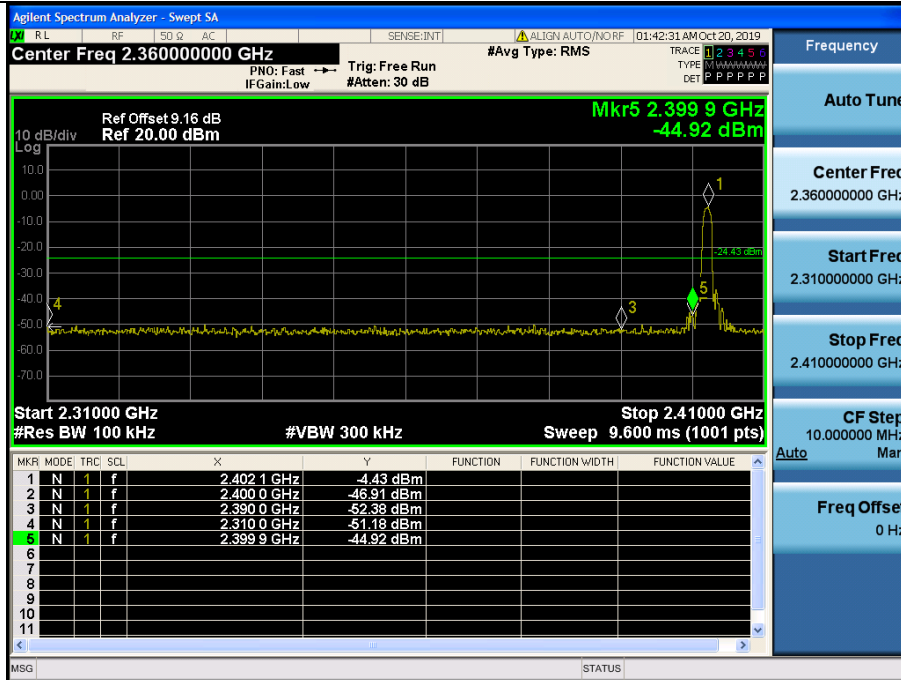 Agilent Spectrum Analyzer - Swept SA
LXI RL RF 50 Ω AC SENSE:INT ALIGN AUTO/NO RF 01:42:31 AM Oct 20, 2019
Center Freq 2.360000000 GHz
PNO: Fast
IFGain:Low
Trig: Free Run
#Atten: 30 dB
#Avg Type: RMS
TRACE 1 2 3 4 5 6
TYPE M W W W W W
DET P P P P P P
Mkr5 2.399 9 GHz
-44.92 dBm
Ref Offset 9.16 dB
10 dB/div Ref 20.00 dBm
Log
10.0
0.00
-10.0
-20.0
-30.0
-40.0
-50.0
-60.0
-70.0
1
-24.43 dBm
5
4
3
Start 2.31000 GHz Stop 2.41000 GHz
#Res BW 100 kHz #VBW 300 kHz Sweep 9.600 ms (1001 pts)
MKR MODE TRC SCL X Y FUNCTION FUNCTION WIDTH FUNCTION VALUE
1 N 1 f 2.402 1 GHz -4.43 dBm
2 N 1 f 2.400 0 GHz -46.91 dBm
3 N 1 f 2.390 0 GHz -52.38 dBm
4 N 1 f 2.310 0 GHz -51.18 dBm
5 N 1 f 2.399 9 GHz -44.92 dBm
6
7
8
9
10
11
MSG STATUS
Frequency
Auto Tune
Center Freq
2.360000000 GHz
Start Freq
2.310000000 GHz
Stop Freq
2.410000000 GHz
CF Step
10.000000 MHz
Auto Man
Freq Offset
0 Hz